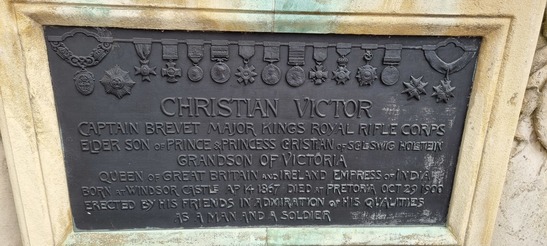 CHRISTIAN VICTOR
CAPTAIN BREVET MAJOR KINGS ROYAL RIFLE CORPS
ELDER SON OF PRINCE & PRINCESS CRISTIAN OF SCLESWIG HOLSTEIN
GRANDSON OF VICTORIA
QUEEN OF GREAT BRITAIN AND IRELAND EMPRESS OF INDIA
BORN AT WINDSOR CASTLE AP 14 1867 DIED AT PRETORIA OCT 29 1900
ERECTED BY HIS FRIENDS IN ADMIRATION OF HIS QUALITIES
AS A MAN AND A SOLDIER